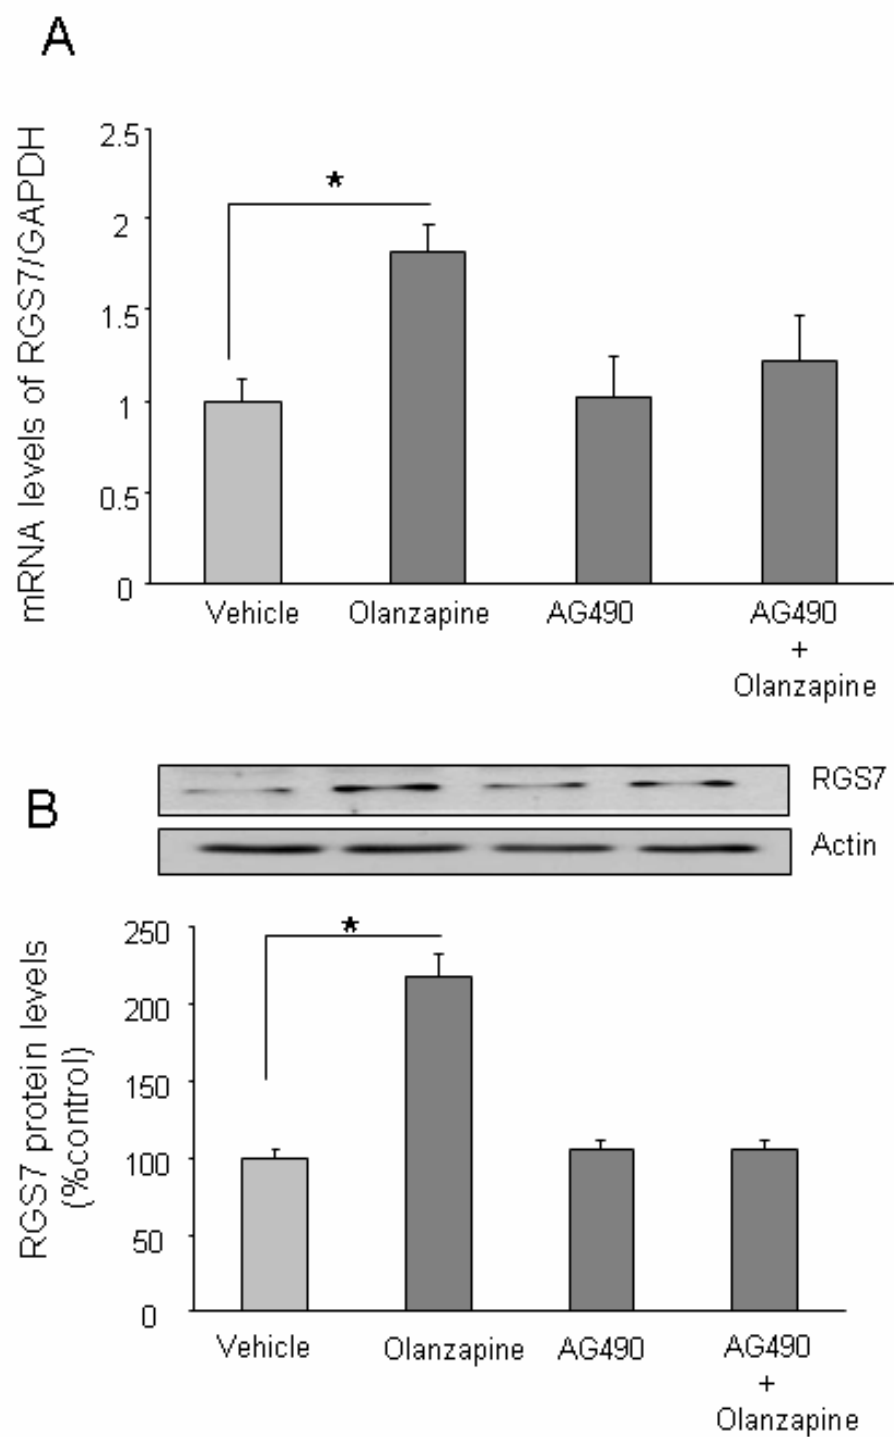 A
mRNA levels of RGS7/GAPDH
2.5
2
1.5
1
0.5
0
*
Vehicle Olanzapine AG490 AG490
+
Olanzapine
B
RGS7
Actin
RGS7 protein levels
(%control)
250
200
150
100
50
0
*
Vehicle Olanzapine AG490 AG490
+
Olanzapine